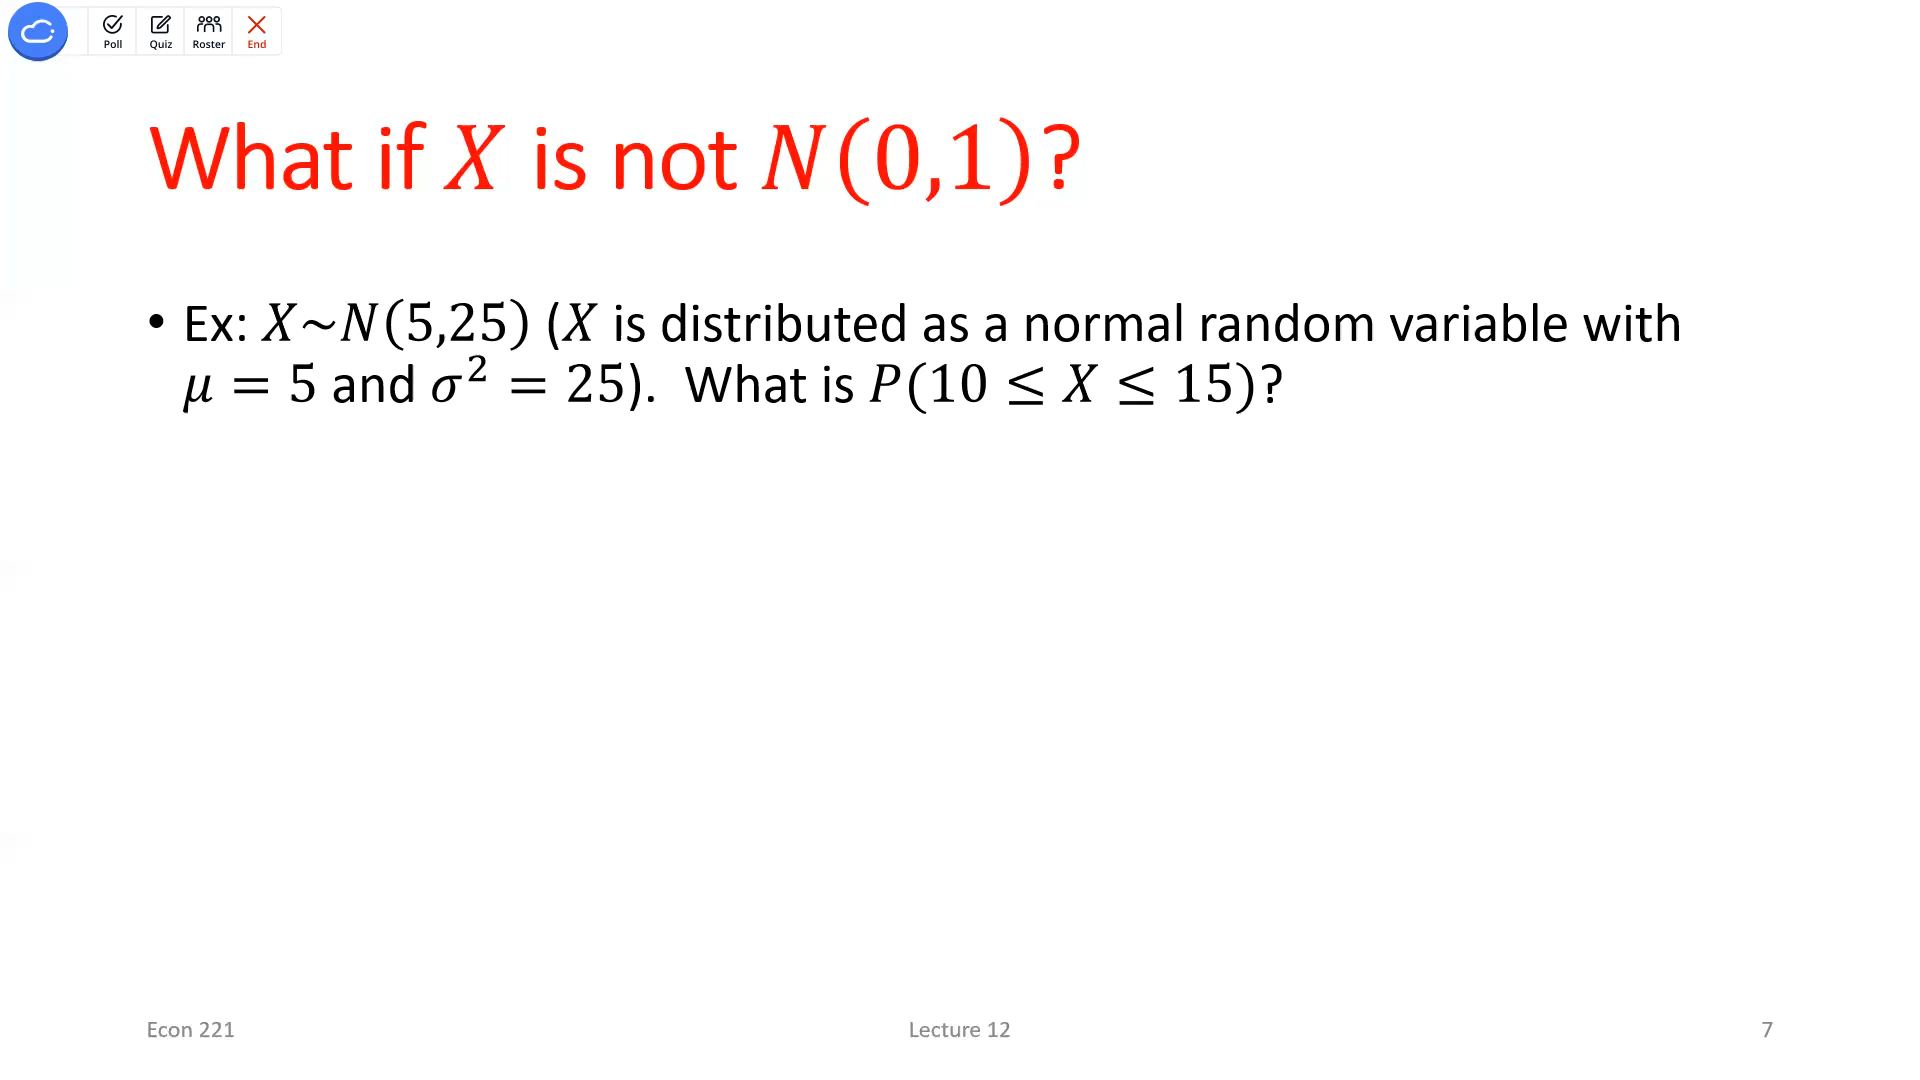 Poll Quiz Roster End
What if X is not N(0,1)?
• Ex: X~N(5,25) (X is distributed as a normal random variable with
μ = 5 and σ² = 25).  What is P(10 ≤ X ≤ 15)?
Econ 221 Lecture 12 7